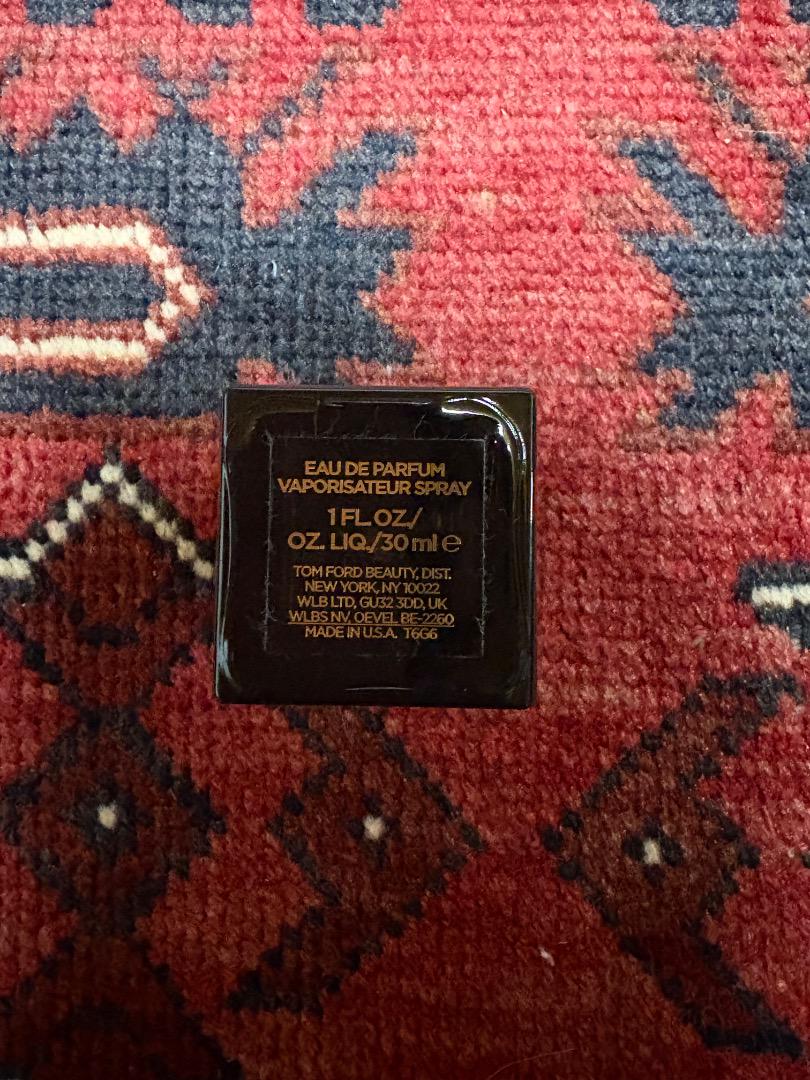 EAU DE PARFUM
VAPORISATEUR SPRAY
1 FL. OZ./
OZ. LIQ./30 ml ℮
TOM FORD BEAUTY, DIST.
NEW YORK, NY 10022
WLB LTD, GU32 3DD, UK
WLBS NV, OEVEL BE-2260
MADE IN U.S.A. T6G6